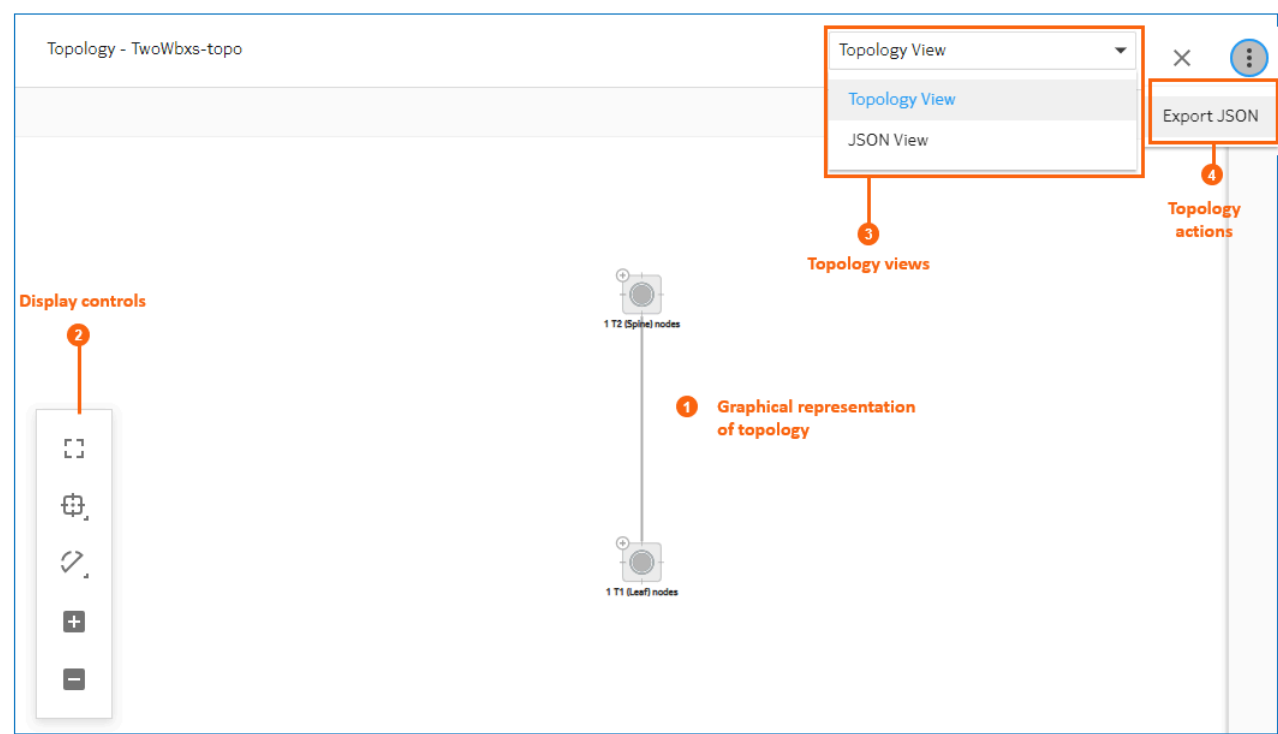 Topology - TwoWbxs-topo
Topology View
Topology View
JSON View
Export JSON
4
Topology
actions
3
Topology views
1 T2 (Spine) nodes
Display controls
2
1
Graphical representation
of topology
1 T1 (Leaf) nodes